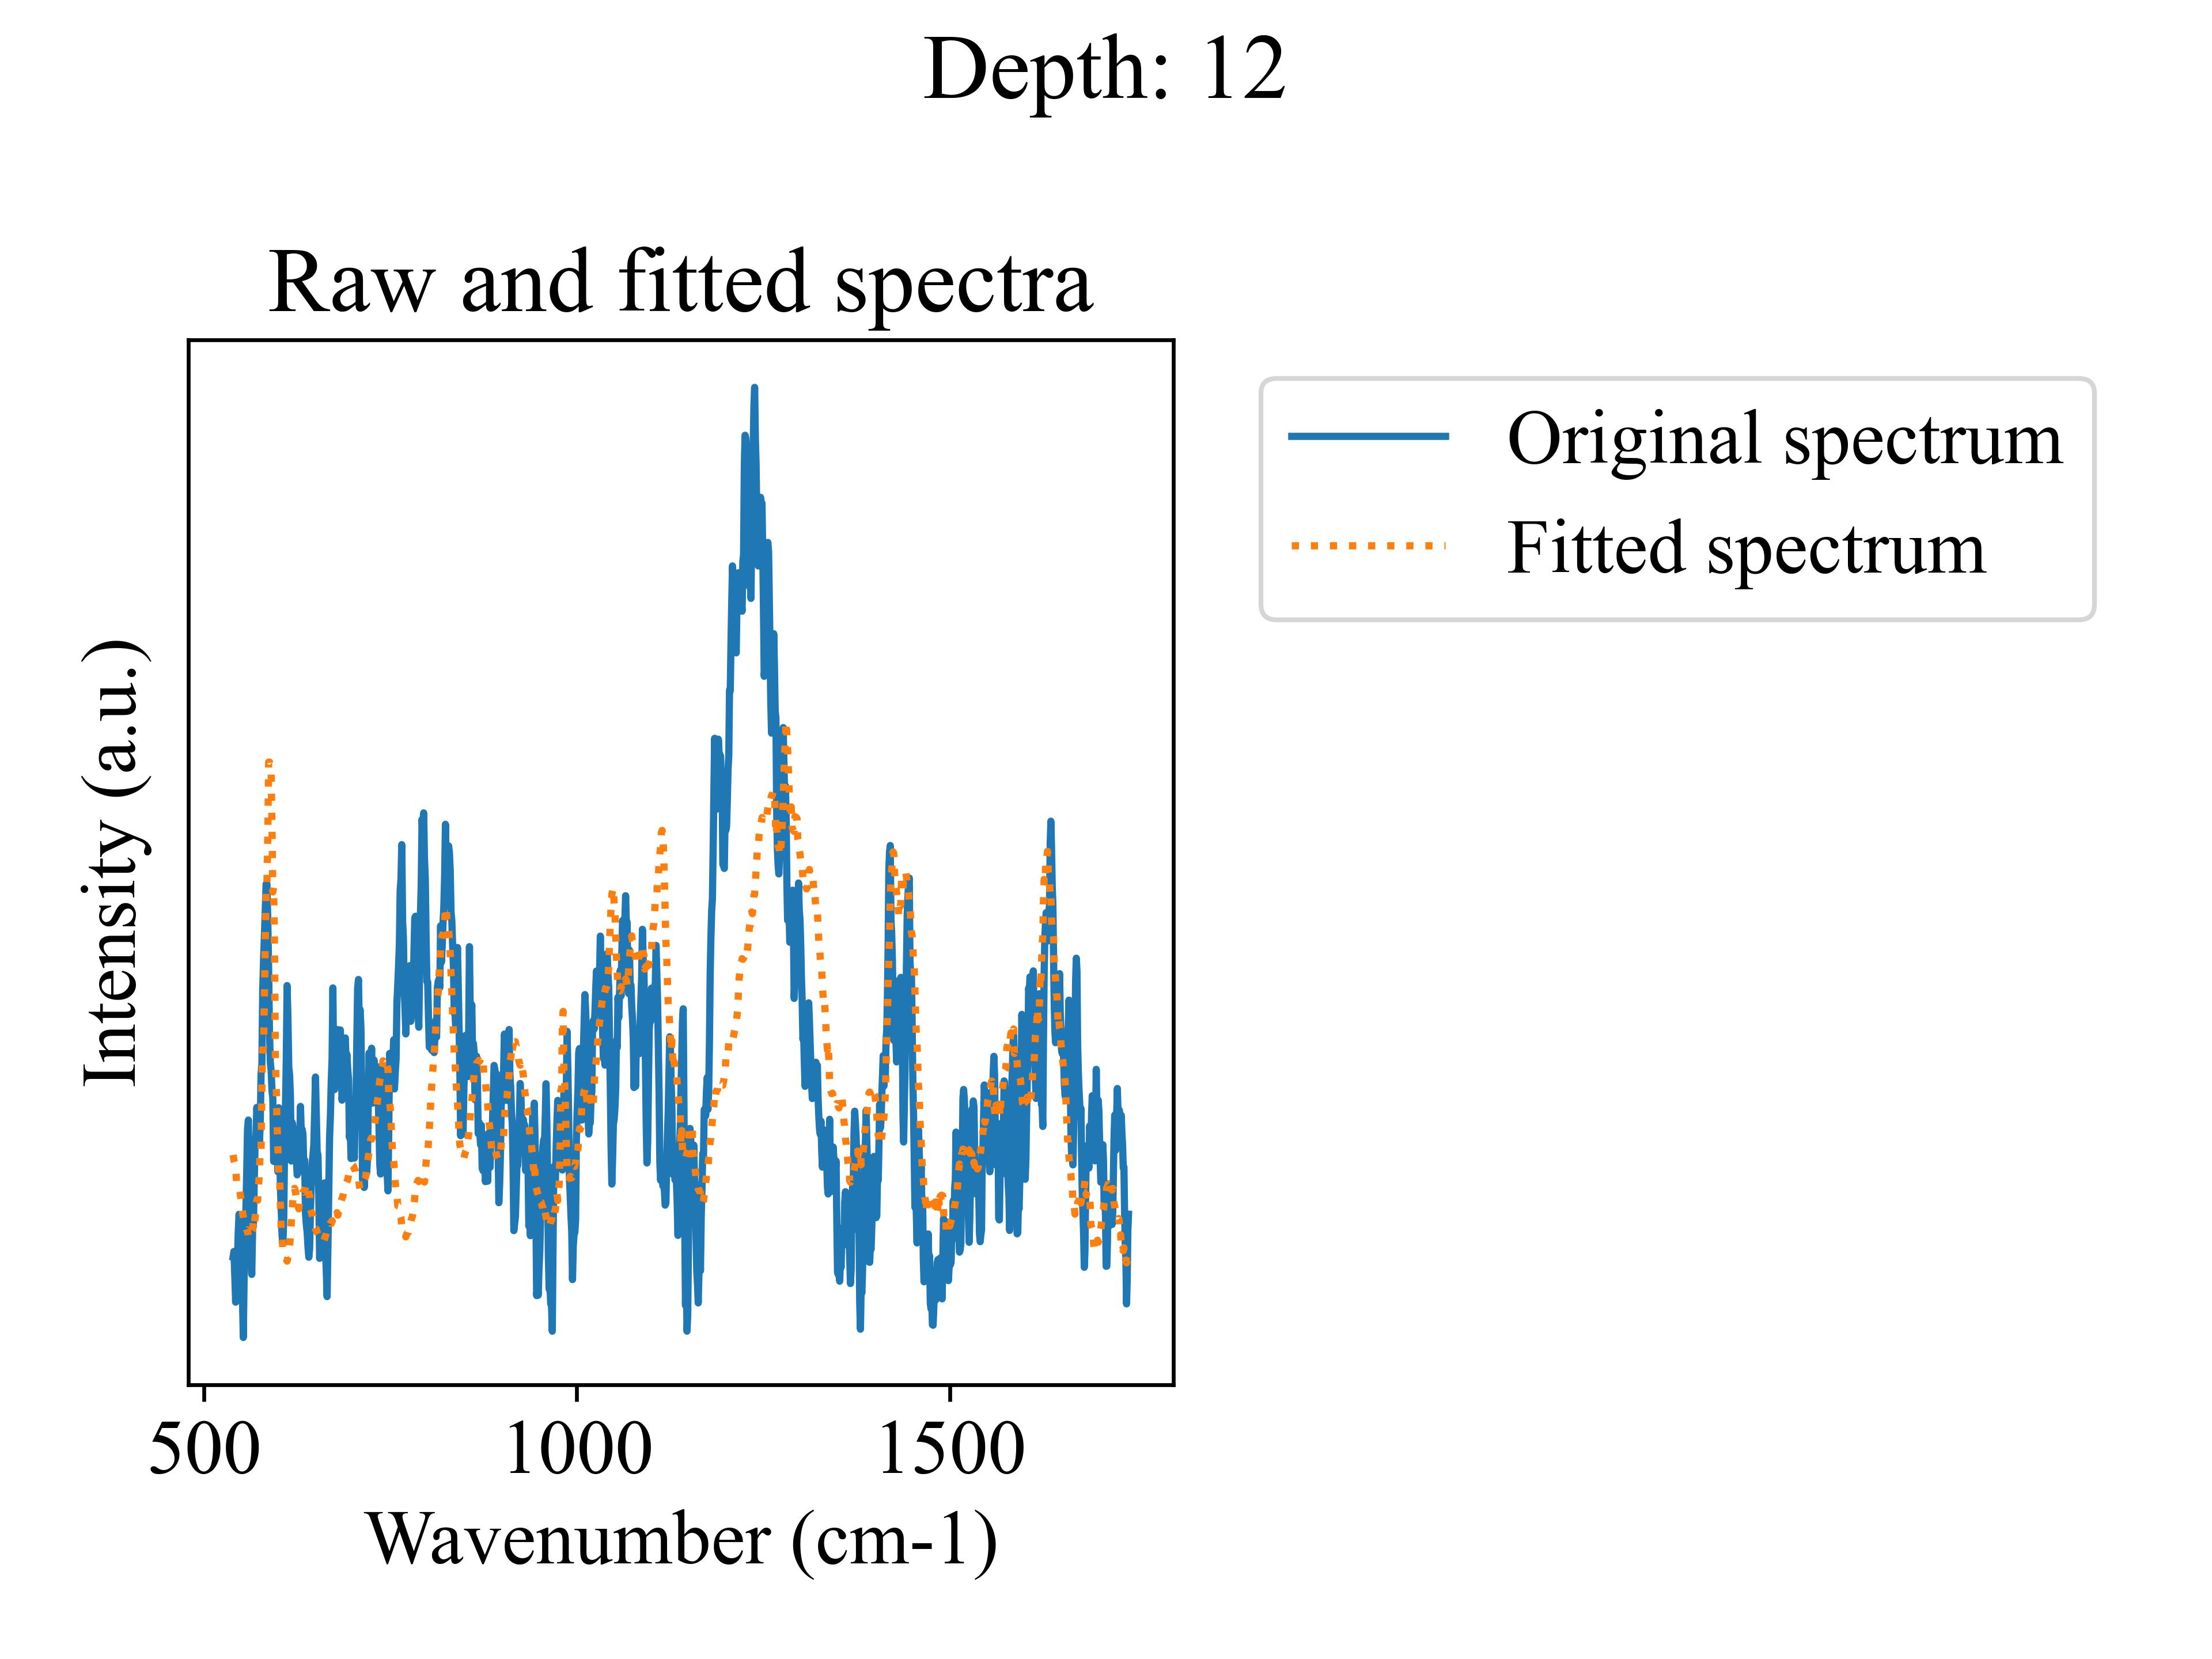 Depth: 12
Raw and fitted spectra
Original spectrum
Fitted spectrum
Intensity (a.u.)
500 1000 1500
Wavenumber (cm-1)